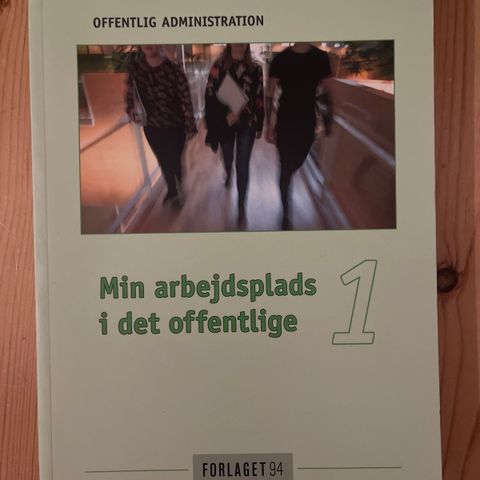 OFFENTLIG ADMINISTRATION
Min arbejdsplads
i det offentlige
1
FORLAGET 94